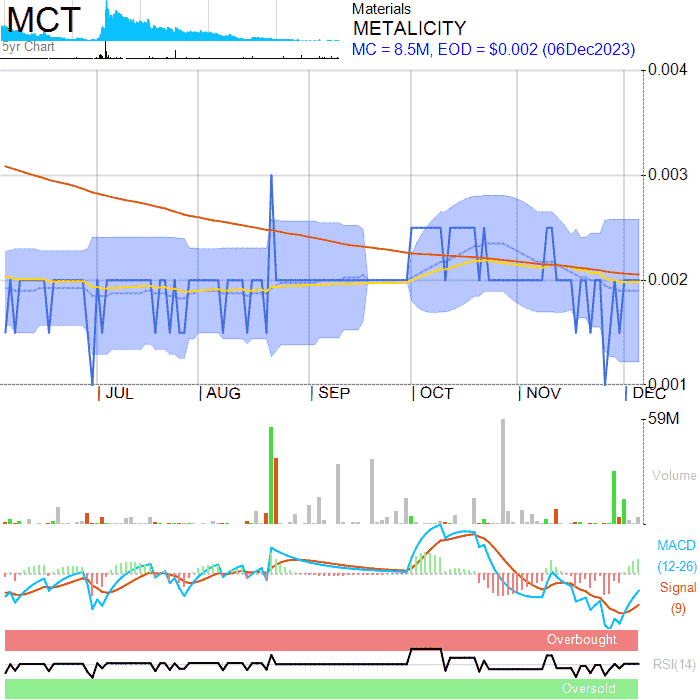 MCT
5yr Chart
Materials
METALICITY
MC = 8.5M, EOD = $0.002 (06Dec2023)
0.004
0.003
0.002
0.001
JUL AUG SEP OCT NOV DEC
59M
Volume
MACD
(12-26)
Signal
(9)
Overbought
RSI(14)
Oversold